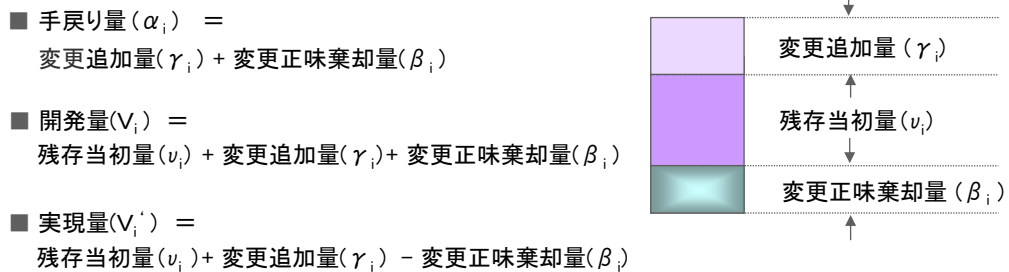 ■ 手戻り量(αi) =
変更追加量(γi) + 変更正味棄却量(βi)
■ 開発量(Vi) =
残存当初量(υi) + 変更追加量(γi)+ 変更正味棄却量(βi)
■ 実現量(Vi‘) =
残存当初量(υi)+ 変更追加量(γi) − 変更正味棄却量(βi)
変更追加量(γi)
残存当初量(υi)
変更正味棄却量(βi)